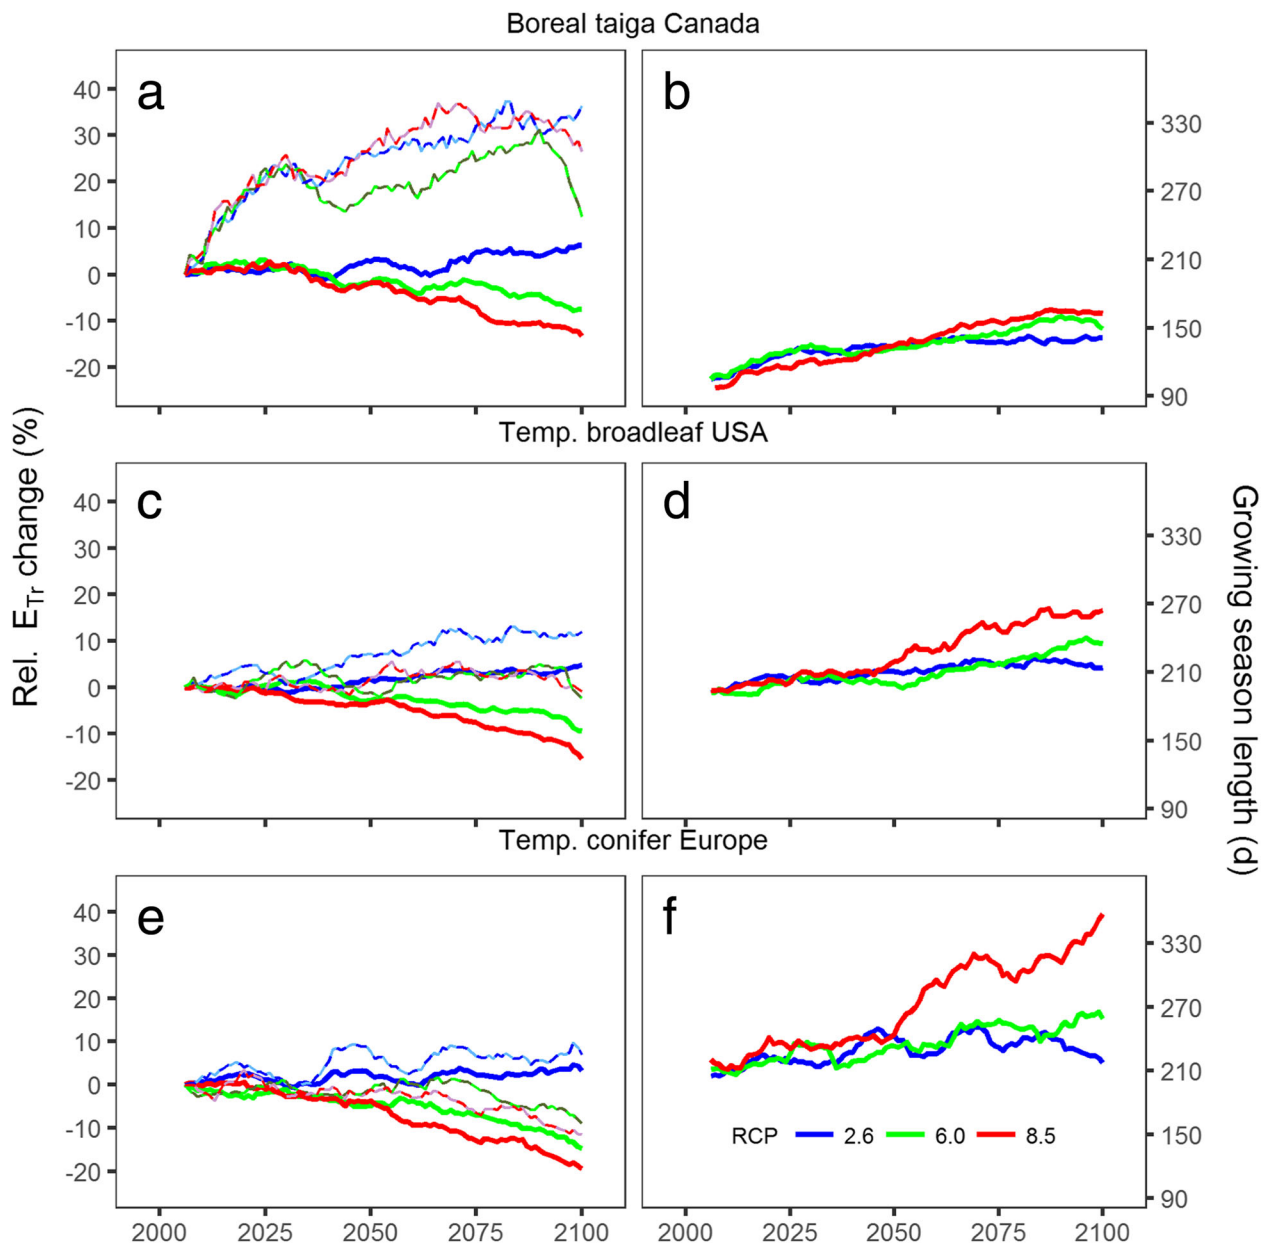 Boreal taiga Canada
a
40
30
20
10
0
-10
-20
b
330
270
210
150
90
Temp. broadleaf USA
c
40
30
20
10
0
-10
-20
d
330
270
210
150
90
Temp. conifer Europe
e
40
30
20
10
0
-10
-20
f
330
270
210
150
90
RCP 2.6 6.0 8.5
2000 2025 2050 2075 2100
2000 2025 2050 2075 2100
Rel. ETr change (%)
Growing season length (d)